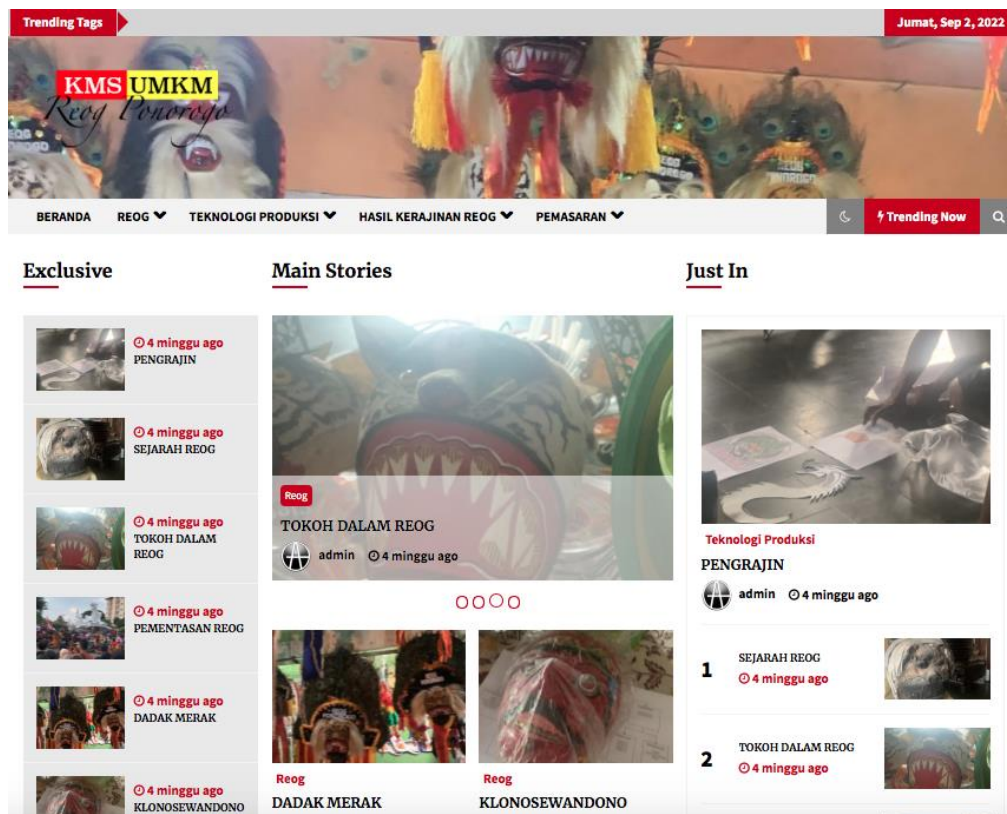 Trending Tags
Jumat, Sep 2, 2022
KMS UMKM
Reog Ponorogo
BERANDA REOG TEKNOLOGI PRODUKSI HASIL KERAJINAN REOG PEMASARAN
Trending Now
Exclusive
4 minggu ago
PENGRAJIN
4 minggu ago
SEJARAH REOG
4 minggu ago
TOKOH DALAM
REOG
4 minggu ago
PEMENTASAN REOG
4 minggu ago
DADAK MERAK
4 minggu ago
KLONOSEWANDONO
Main Stories
Reog
TOKOH DALAM REOG
admin 4 minggu ago
Reog
DADAK MERAK
Reog
KLONOSEWANDONO
Just In
Teknologi Produksi
PENGRAJIN
admin 4 minggu ago
1
SEJARAH REOG
4 minggu ago
2
TOKOH DALAM REOG
4 minggu ago